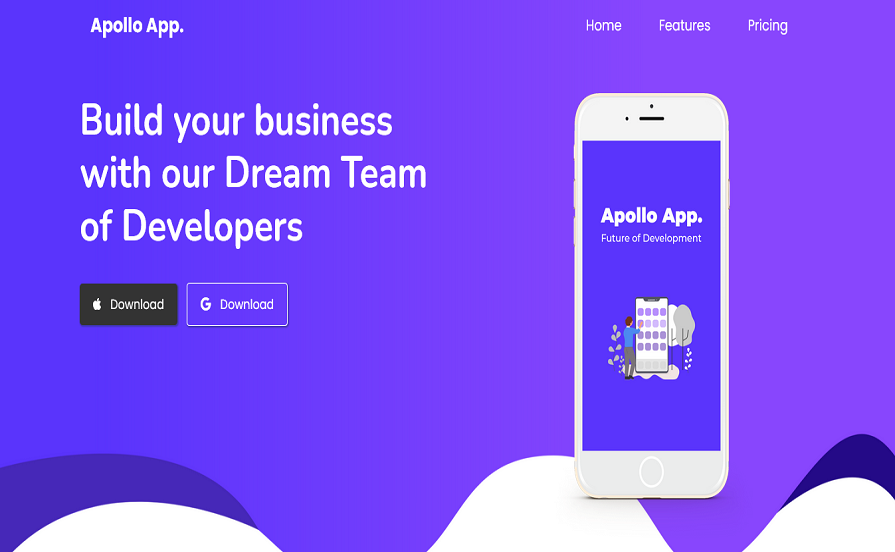 Apollo App.
Home
Features
Pricing
Build your business
with our Dream Team
of Developers
Download
Download
Apollo App.
Future of Development